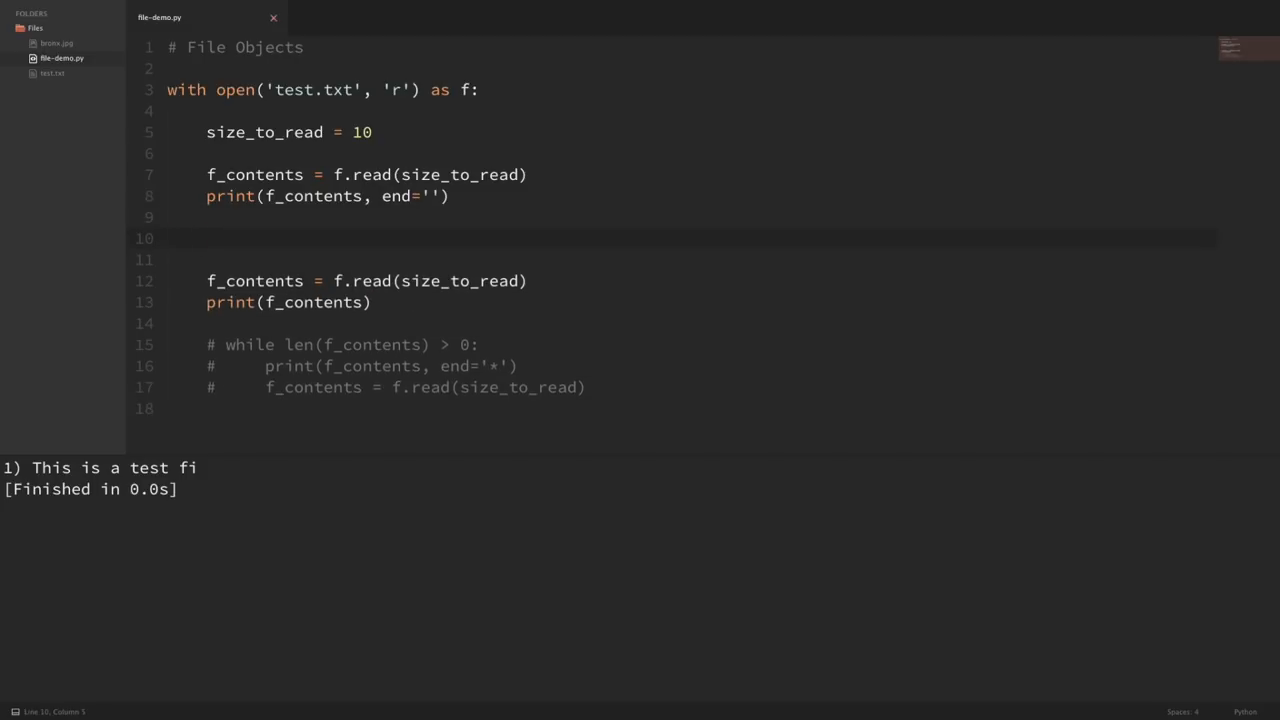 FOLDERS
Files
bronx.jpg
file-demo.py
test.txt
file-demo.py
1 # File Objects
2
3 with open('test.txt', 'r') as f:
4
5     size_to_read = 10
6
7     f_contents = f.read(size_to_read)
8     print(f_contents, end='')
9
10
11
12     f_contents = f.read(size_to_read)
13     print(f_contents)
14
15     # while len(f_contents) > 0:
16     #     print(f_contents, end='*')
17     #     f_contents = f.read(size_to_read)
18
1) This is a test fi
[Finished in 0.0s]
Line 10, Column 5
Spaces: 4
Python